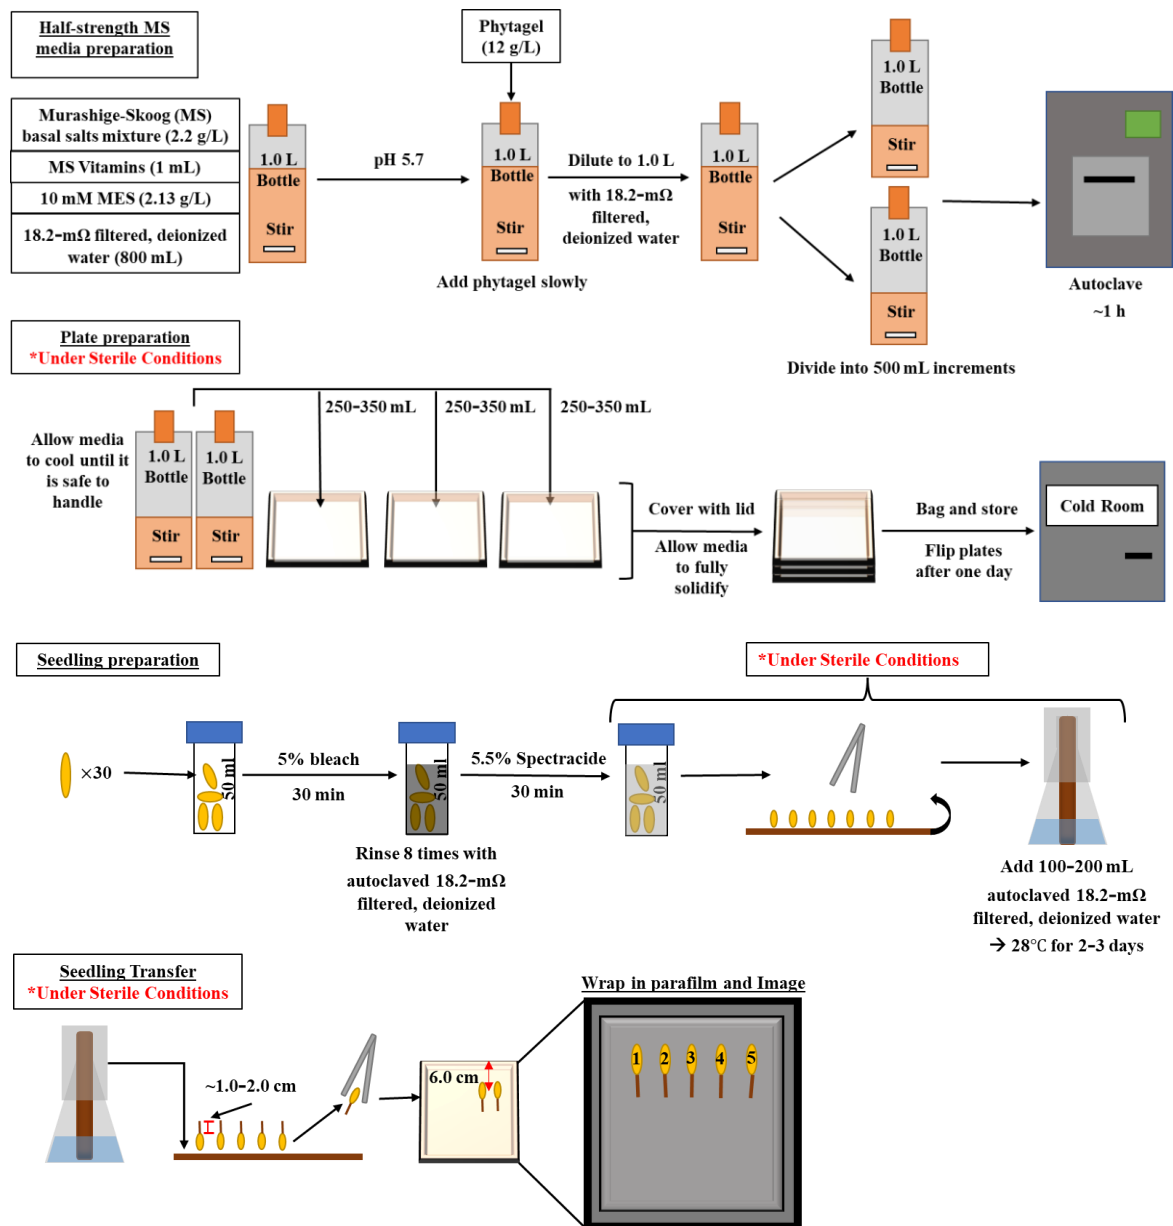 Half-strength MS
media preparation
Phytagel
(12 g/L)
Murashige-Skoog (MS)
basal salts mixture (2.2 g/L)
MS Vitamins (1 mL)
10 mM MES (2.13 g/L)
18.2-mΩ filtered, deionized
water (800 mL)
1.0 L
Bottle
Stir
pH 5.7
1.0 L
Bottle
Stir
Add phytagel slowly
Dilute to 1.0 L
with 18.2-mΩ
filtered,
deionized water
1.0 L
Bottle
Stir
1.0 L
Bottle
Stir
1.0 L
Bottle
Stir
Divide into 500 mL increments
Autoclave
~1 h
Plate preparation
*Under Sterile Conditions
Allow media
to cool until it
is safe to
handle
1.0 L
Bottle
Stir
1.0 L
Bottle
Stir
250-350 mL
250-350 mL
250-350 mL
Cover with lid
Allow media
to fully
solidify
Bag and store
Flip plates
after one day
Cold Room
Seedling preparation
*Under Sterile Conditions
×30
50 ml
5% bleach
30 min
50 ml
Rinse 8 times with
autoclaved 18.2-mΩ
filtered, deionized
water
5.5% Spectracide
30 min
50 ml
Add 100-200 mL
autoclaved 18.2-mΩ
filtered, deionized water
→ 28°C for 2-3 days
Seedling Transfer
*Under Sterile Conditions
~1.0-2.0 cm
6.0 cm
Wrap in parafilm and Image
1 2 3 4 5